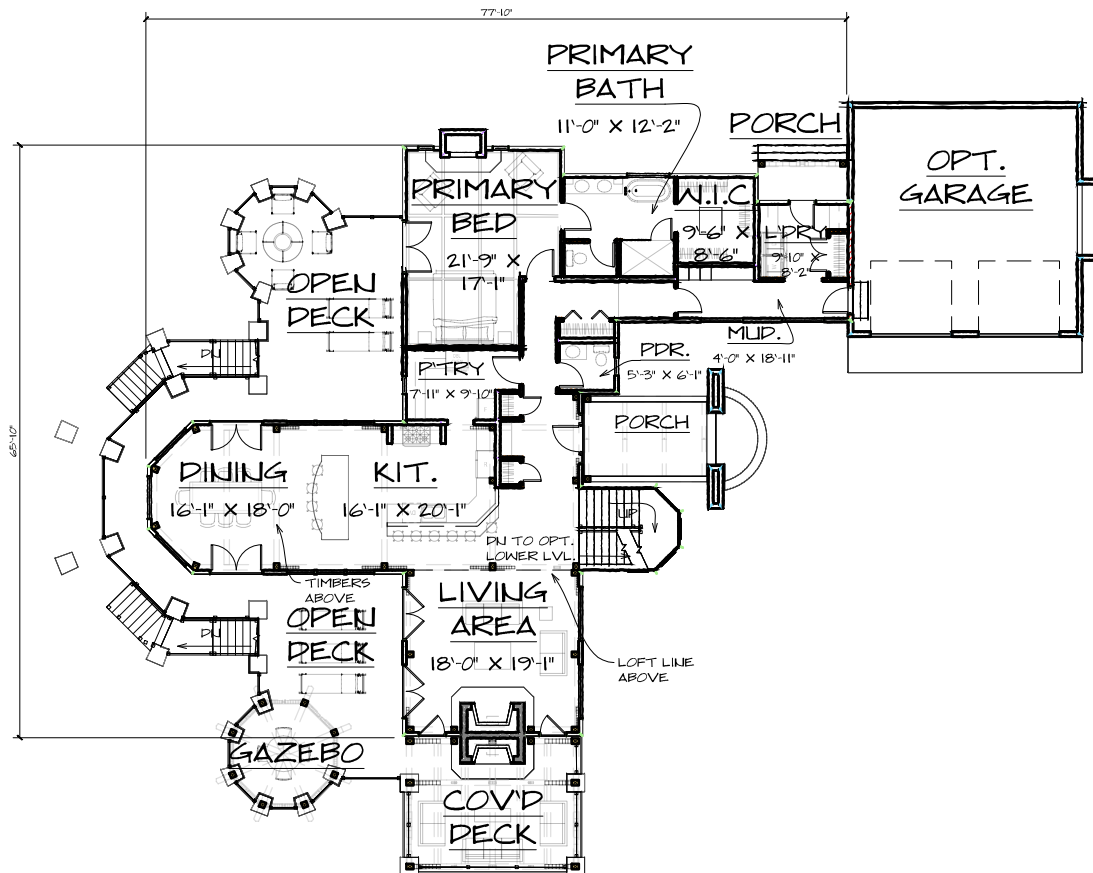 77'-10"
PRIMARY
BATH
11'-0" X 12'-2"
PORCH
OPT.
GARAGE
PRIMARY
BED
21'-9" X
17'-1"
W.I.C
9'-6" X
8'-6"
L'DRY
9'-10" X
8'-2"
OPEN
DECK
DN
MUD.
4'-0" X 18'-11"
PDR.
5'-3" X 6'-1"
P'TRY
7'-11" X 9'-10"
PORCH
65'-10"
DINING
16'-1" X 18'-0"
KIT.
16'-1" X 20'-1"
UP
DN TO OPT.
LOWER LVL.
TIMBERS
ABOVE
LIVING
AREA
18'-0" X 19'-1"
OPEN
DECK
DN
LOFT LINE
ABOVE
GAZEBO
COV'D
DECK